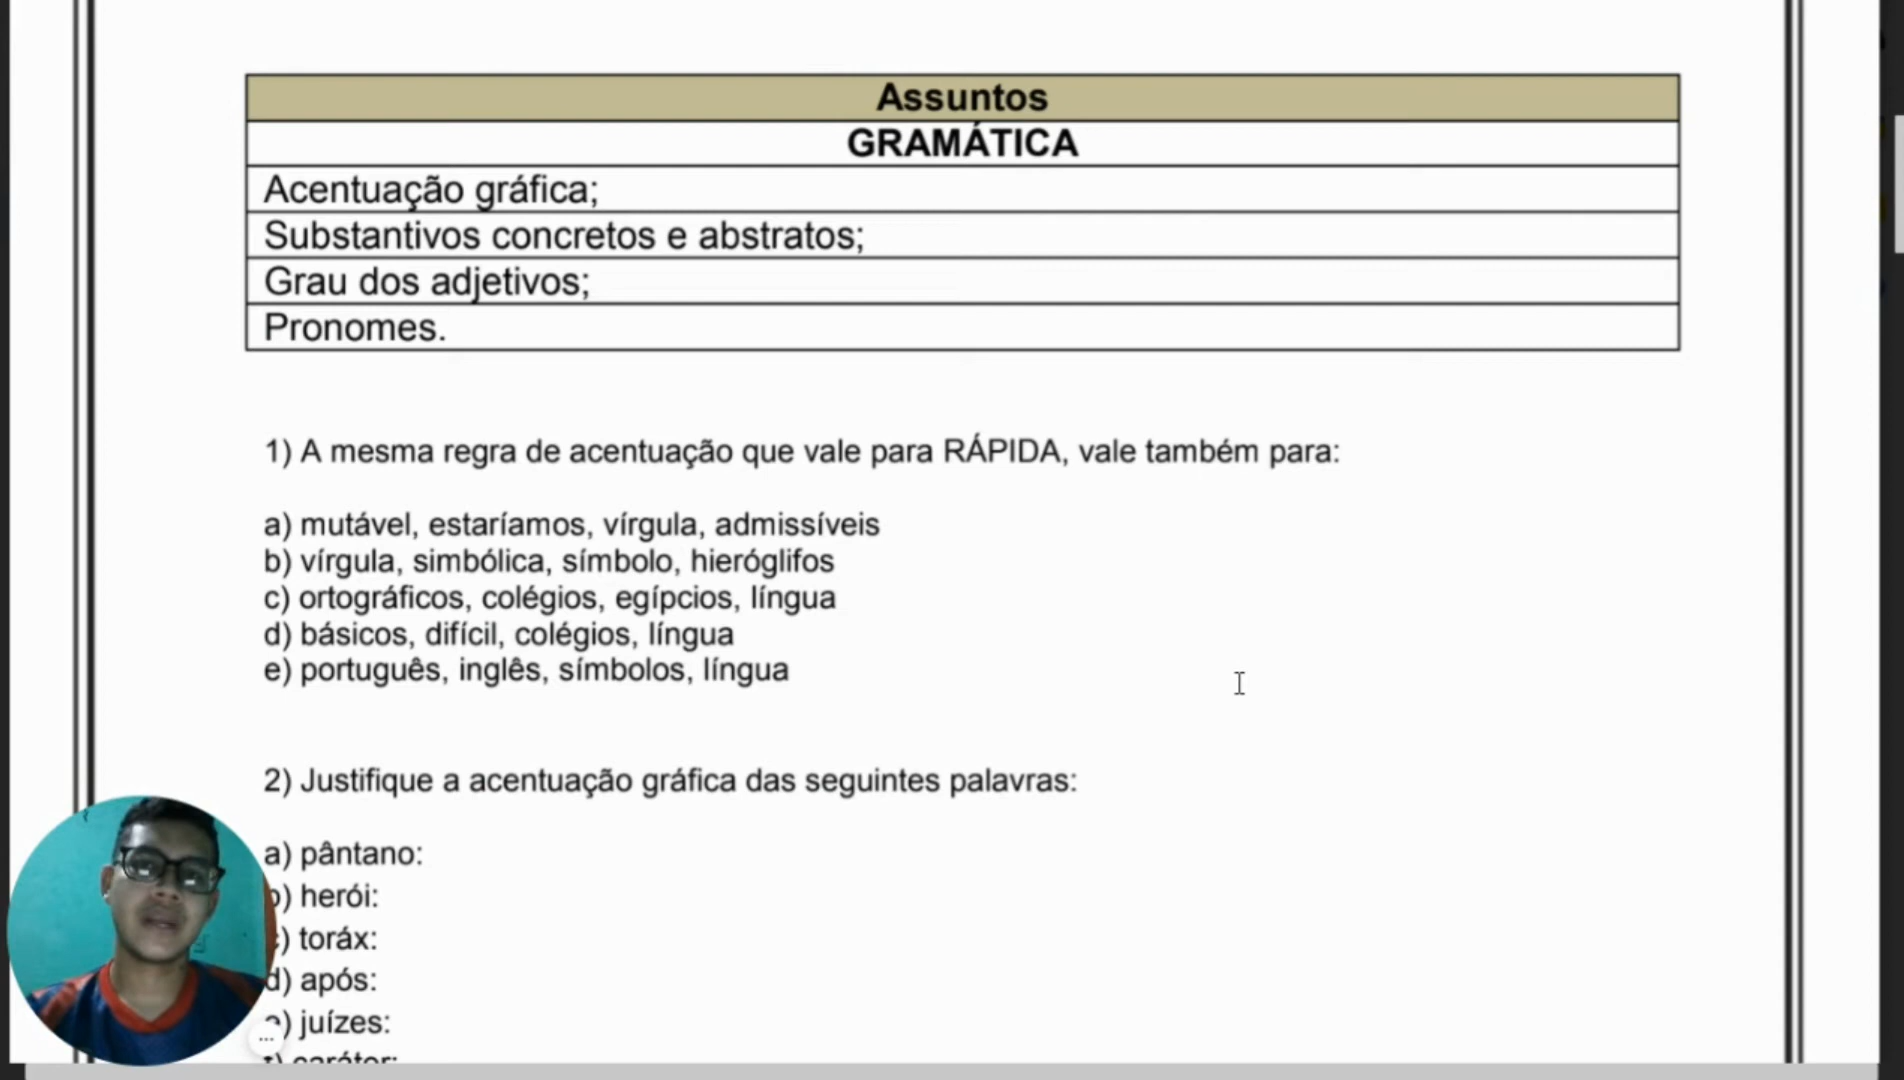 Assuntos
GRAMÁTICA
Acentuação gráfica;
Substantivos concretos e abstratos;
Grau dos adjetivos;
Pronomes.
1) A mesma regra de acentuação que vale para RÁPIDA, vale também para:
a) mutável, estaríamos, vírgula, admissíveis
b) vírgula, simbólica, símbolo, hieróglifos
c) ortográficos, colégios, egípcios, língua
d) básicos, difícil, colégios, língua
e) português, inglês, símbolos, língua
2) Justifique a acentuação gráfica das seguintes palavras:
a) pântano:
b) herói:
c) toráx:
d) após:
e) juízes: